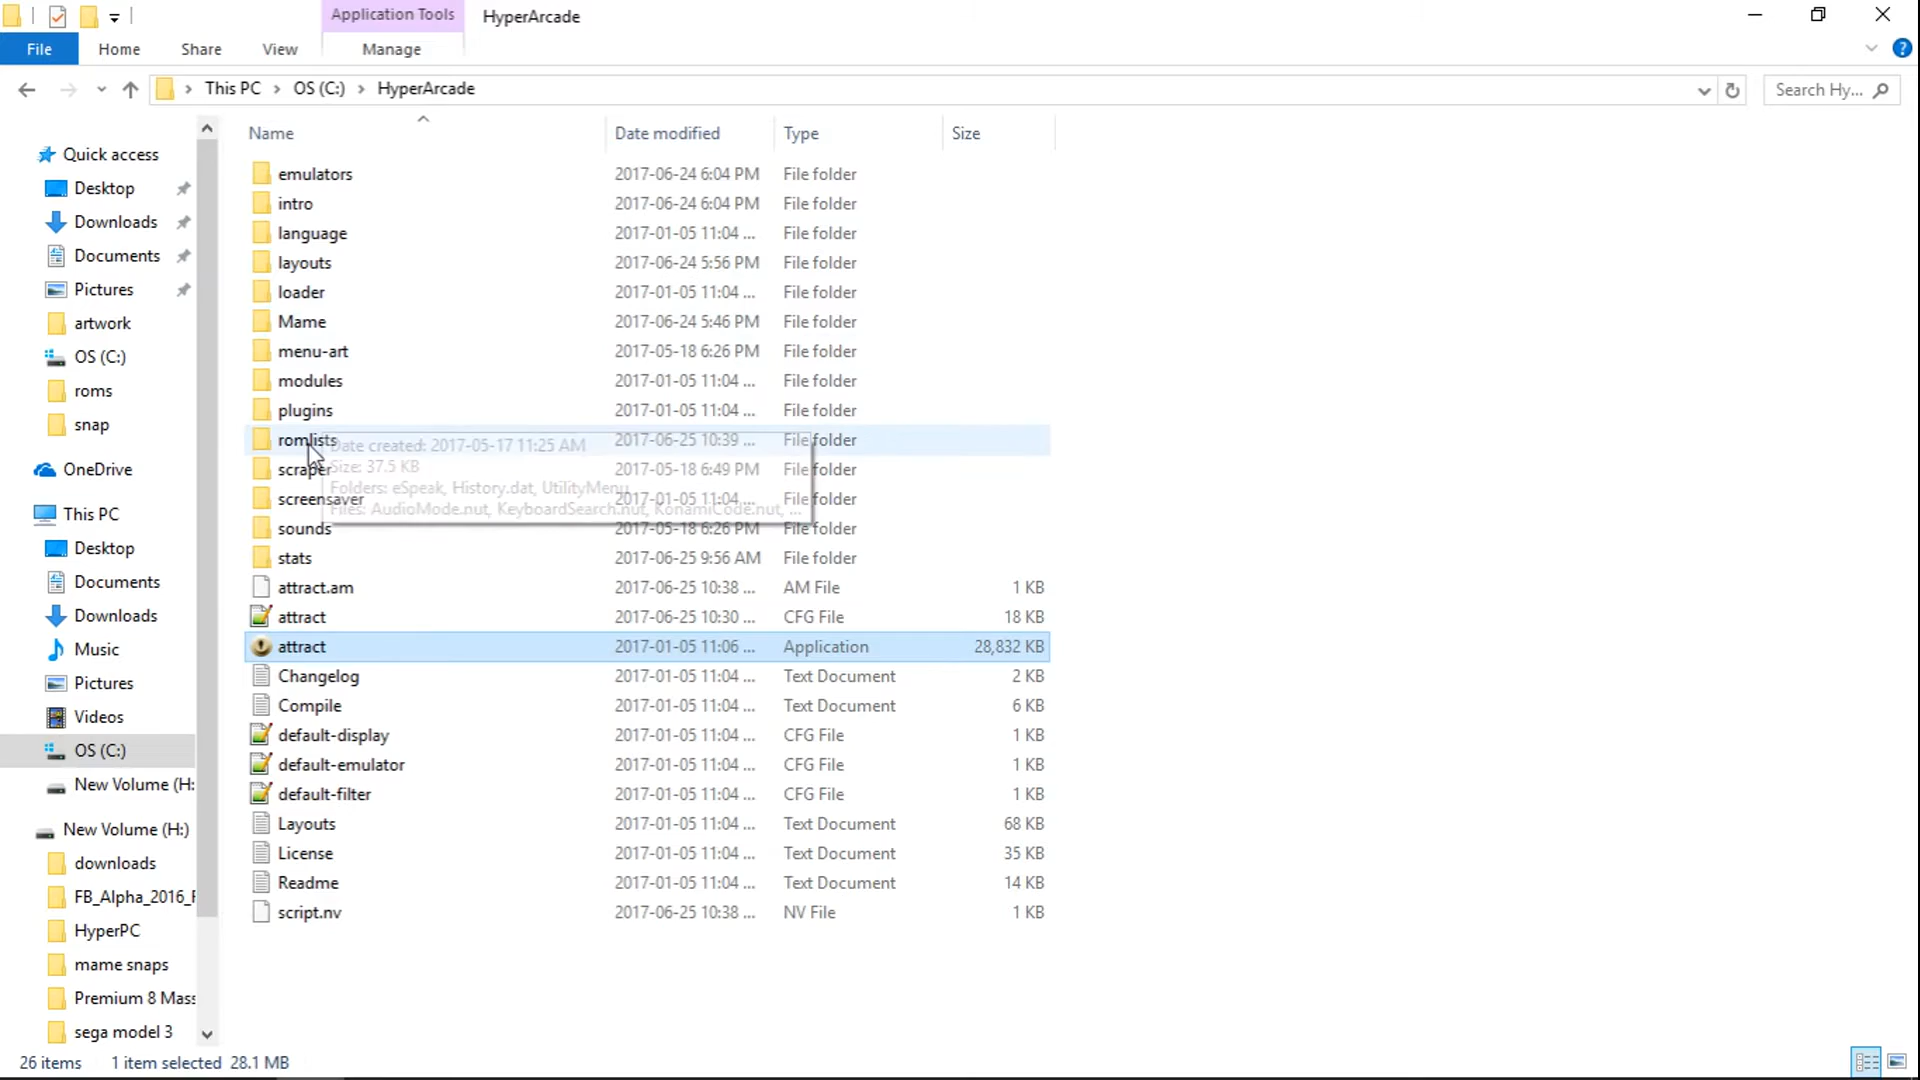 Application Tools
HyperArcade
File
Home
Share
View
Manage
This PC
OS (C:)
HyperArcade
Search Hy...
Name
Date modified
Type
Size
Quick access
Desktop
Downloads
Documents
Pictures
artwork
OS (C:)
roms
snap
OneDrive
This PC
Desktop
Documents
Downloads
Music
Pictures
Videos
OS (C:)
New Volume (H:
New Volume (H:)
downloads
FB_Alpha_2016_F
HyperPC
mame snaps
Premium 8 Mass
sega model 3
emulators 2017-06-24 6:04 PM File folder
intro 2017-06-24 6:04 PM File folder
language 2017-01-05 11:04 ... File folder
layouts 2017-06-24 5:56 PM File folder
loader 2017-01-05 11:04 ... File folder
Mame 2017-06-24 5:46 PM File folder
menu-art 2017-05-18 6:26 PM File folder
modules 2017-01-05 11:04 ... File folder
plugins 2017-01-05 11:04 ... File folder
romlists 2017-06-25 10:39 ... File folder
Date created: 2017-05-17 11:25 AM
Size: 37.5 KB
Folders: eSpeak, History.dat, UtilityMenu
Files: AudioMode.nut, KeyboardSearch.nut, KonamiCode.nut, ...
scraper 2017-05-18 6:49 PM File folder
screensaver 2017-01-05 11:04 ... File folder
sounds 2017-05-18 6:26 PM File folder
stats 2017-06-25 9:56 AM File folder
attract.am 2017-06-25 10:38 ... AM File 1 KB
attract 2017-06-25 10:30 ... CFG File 18 KB
attract 2017-01-05 11:06 ... Application 28,832 KB
Changelog 2017-01-05 11:04 ... Text Document 2 KB
Compile 2017-01-05 11:04 ... Text Document 6 KB
default-display 2017-01-05 11:04 ... CFG File 1 KB
default-emulator 2017-01-05 11:04 ... CFG File 1 KB
default-filter 2017-01-05 11:04 ... CFG File 1 KB
Layouts 2017-01-05 11:04 ... Text Document 68 KB
License 2017-01-05 11:04 ... Text Document 35 KB
Readme 2017-01-05 11:04 ... Text Document 14 KB
script.nv 2017-06-25 10:38 ... NV File 1 KB
26 items 1 item selected 28.1 MB